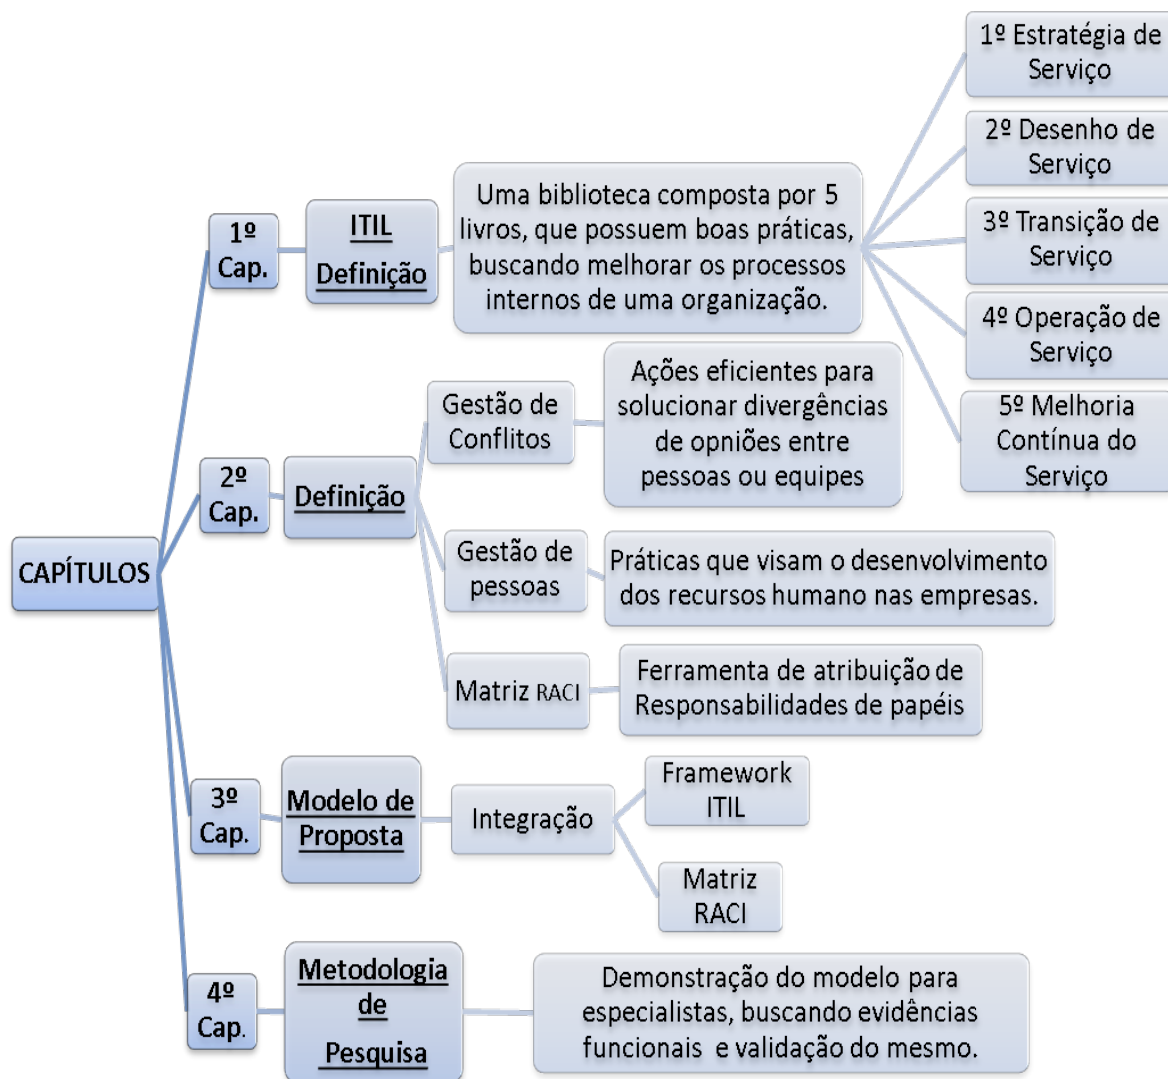 CAPÍTULOS
1º
Cap.
ITIL
Definição
Uma biblioteca composta por 5
livros, que possuem boas práticas,
buscando melhorar os processos
internos de uma organização.
1º Estratégia de
Serviço
2º Desenho de
Serviço
3º Transição de
Serviço
4º Operação de
Serviço
5º Melhoria
Contínua do
Serviço
2º
Cap.
Definição
Gestão de
Conflitos
Ações eficientes para
solucionar divergências
de opniões entre
pessoas ou equipes
Gestão de
pessoas
Práticas que visam o desenvolvimento
dos recursos humano nas empresas.
Matriz RACI
Ferramenta de atribuição de
Responsabilidades de papéis
3º
Cap.
Modelo de
Proposta
Integração
Framework
ITIL
Matriz
RACI
4º
Cap.
Metodologia
de
Pesquisa
Demonstração do modelo para
especialistas, buscando evidências
funcionais e validação do mesmo.